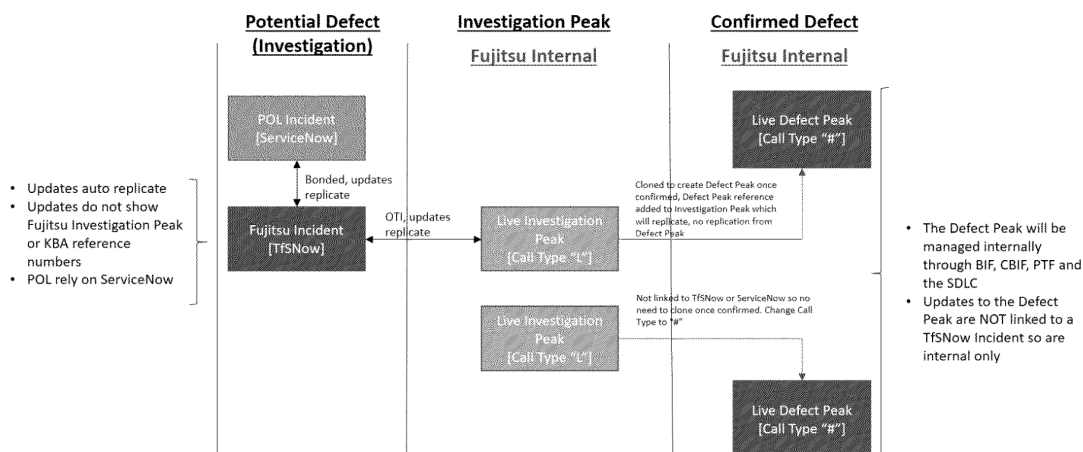 Potential Defect
(Investigation)
Investigation Peak
Fujitsu Internal
Confirmed Defect
Fujitsu Internal
POL Incident
[ServiceNow]
Bonded, updates
replicate
Fujitsu Incident
[TfSNow]
OTI, updates
replicate
• Updates auto replicate
• Updates do not show
Fujitsu Investigation Peak
or KBA reference
numbers
• POL rely on ServiceNow
Live Investigation
Peak
[Call Type "L"]
Cloned to create Defect Peak once
confirmed, Defect Peak reference
added to Investigation Peak which
will replicate, no replication from
Defect Peak
Live Defect Peak
[Call Type "#"]
Live Investigation
Peak
[Call Type "L"]
Not linked to TfSNow or ServiceNow so no
need to clone once confirmed. Change Call
Type to "#"
Live Defect Peak
[Call Type "#"]
• The Defect Peak will be
managed internally
through BIF, CBIF, PTF and
the SDLC
• Updates to the Defect
Peak are NOT linked to a
TfSNow Incident so are
internal only